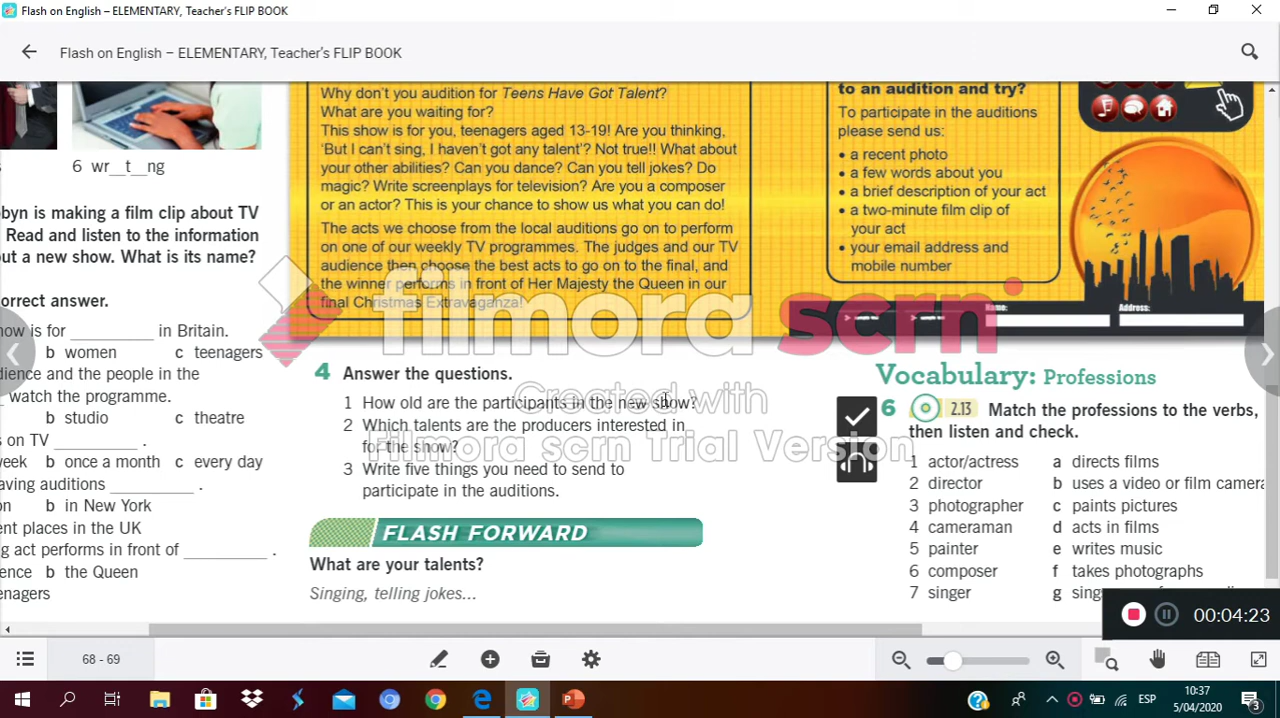 Flash on English – ELEMENTARY, Teacher's FLIP BOOK
Flash on English – ELEMENTARY, Teacher's FLIP BOOK
6 wr__t__ng
byn is making a film clip about TV
Read and listen to the information
out a new show. What is its name?
orrect answer.
how is for _________ in Britain.
b women c teenagers
dience and the people in the
_ watch the programme.
b studio c theatre
s on TV _________ .
week b once a month c every day
aving auditions _________ .
on b in New York
ent places in the UK
ng act performs in front of _________ .
ence b the Queen
enagers
Why don't you audition for Teens Have Got Talent?
What are you waiting for?
This show is for you, teenagers aged 13-19! Are you thinking,
'But I can't sing, I haven't got any talent'? Not true!! What about
your other abilities? Can you dance? Can you tell jokes? Do
magic? Write screenplays for television? Are you a composer
or an actor? This is your chance to show us what you can do!
The acts we choose from the local auditions go on to perform
on one of our weekly TV programmes. The judges and our TV
audience then choose the best acts to go on to the final, and
the winner performs in front of Her Majesty the Queen in our
final Christmas Extravaganza!
to an audition and try?
To participate in the auditions
please send us:
• a recent photo
• a few words about you
• a brief description of your act
• a two-minute film clip of
your act
• your email address and
mobile number
Name:
Address:
filmora scrn
Created with
Filmora scrn Trial Version
4 Answer the questions.
1 How old are the participants in the new show?
2 Which talents are the producers interested in
for the show?
3 Write five things you need to send to
participate in the auditions.
FLASH FORWARD
What are your talents?
Singing, telling jokes...
Vocabulary: Professions
6 2.13 Match the professions to the verbs,
then listen and check.
1 actor/actress a directs films
2 director b uses a video or film camera
3 photographer c paints pictures
4 cameraman d acts in films
5 painter e writes music
6 composer f takes photographs
7 singer g sing
00:04:23
68 - 69
ESP
10:37
5/04/2020
3